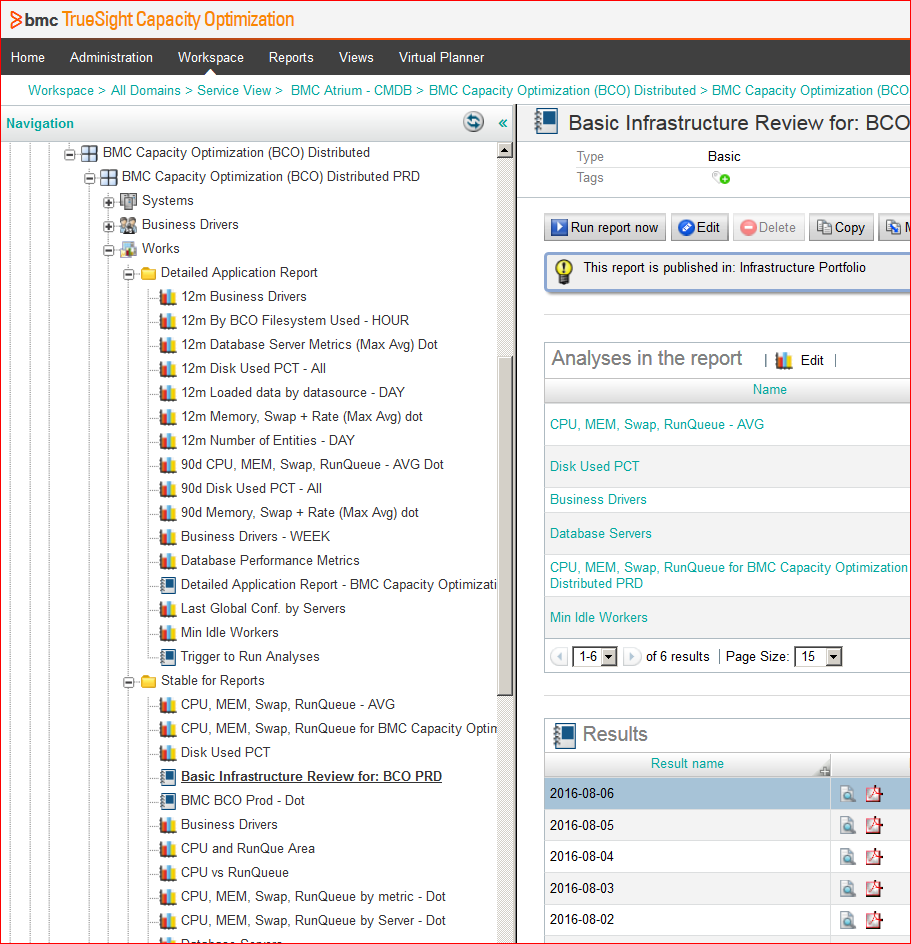 bmc TrueSight Capacity Optimization
Home Administration Workspace Reports Views Virtual Planner
Workspace > All Domains > Service View > BMC Atrium - CMDB > BMC Capacity Optimization (BCO) Distributed > BMC Capacity Optimization (BCO
Navigation «
BMC Capacity Optimization (BCO) Distributed
BMC Capacity Optimization (BCO) Distributed PRD
Systems
Business Drivers
Works
Detailed Application Report
12m Business Drivers
12m By BCO Filesystem Used - HOUR
12m Database Server Metrics (Max Avg) Dot
12m Disk Used PCT - All
12m Loaded data by datasource - DAY
12m Memory, Swap + Rate (Max Avg) dot
12m Number of Entities - DAY
90d CPU, MEM, Swap, RunQueue - AVG Dot
90d Disk Used PCT - All
90d Memory, Swap + Rate (Max Avg) dot
Business Drivers - WEEK
Database Performance Metrics
Detailed Application Report - BMC Capacity Optimizati
Last Global Conf. by Servers
Min Idle Workers
Trigger to Run Analyses
Stable for Reports
CPU, MEM, Swap, RunQueue - AVG
CPU, MEM, Swap, RunQueue for BMC Capacity Optim
Disk Used PCT
Basic Infrastructure Review for: BCO PRD
BMC BCO Prod - Dot
Business Drivers
CPU and RunQue Area
CPU vs RunQueue
CPU, MEM, Swap, RunQueue by metric - Dot
CPU, MEM, Swap, RunQueue by Server - Dot
Database Servers
Basic Infrastructure Review for: BCO
Type Basic
Tags
Run report now Edit Delete Copy M
This report is published in: Infrastructure Portfolio
Analyses in the report | Edit |
Name
CPU, MEM, Swap, RunQueue - AVG
Disk Used PCT
Business Drivers
Database Servers
CPU, MEM, Swap, RunQueue for BMC Capacity Optimization
Distributed PRD
Min Idle Workers
1-6 of 6 results | Page Size: 15
Results
Result name
2016-08-06
2016-08-05
2016-08-04
2016-08-03
2016-08-02